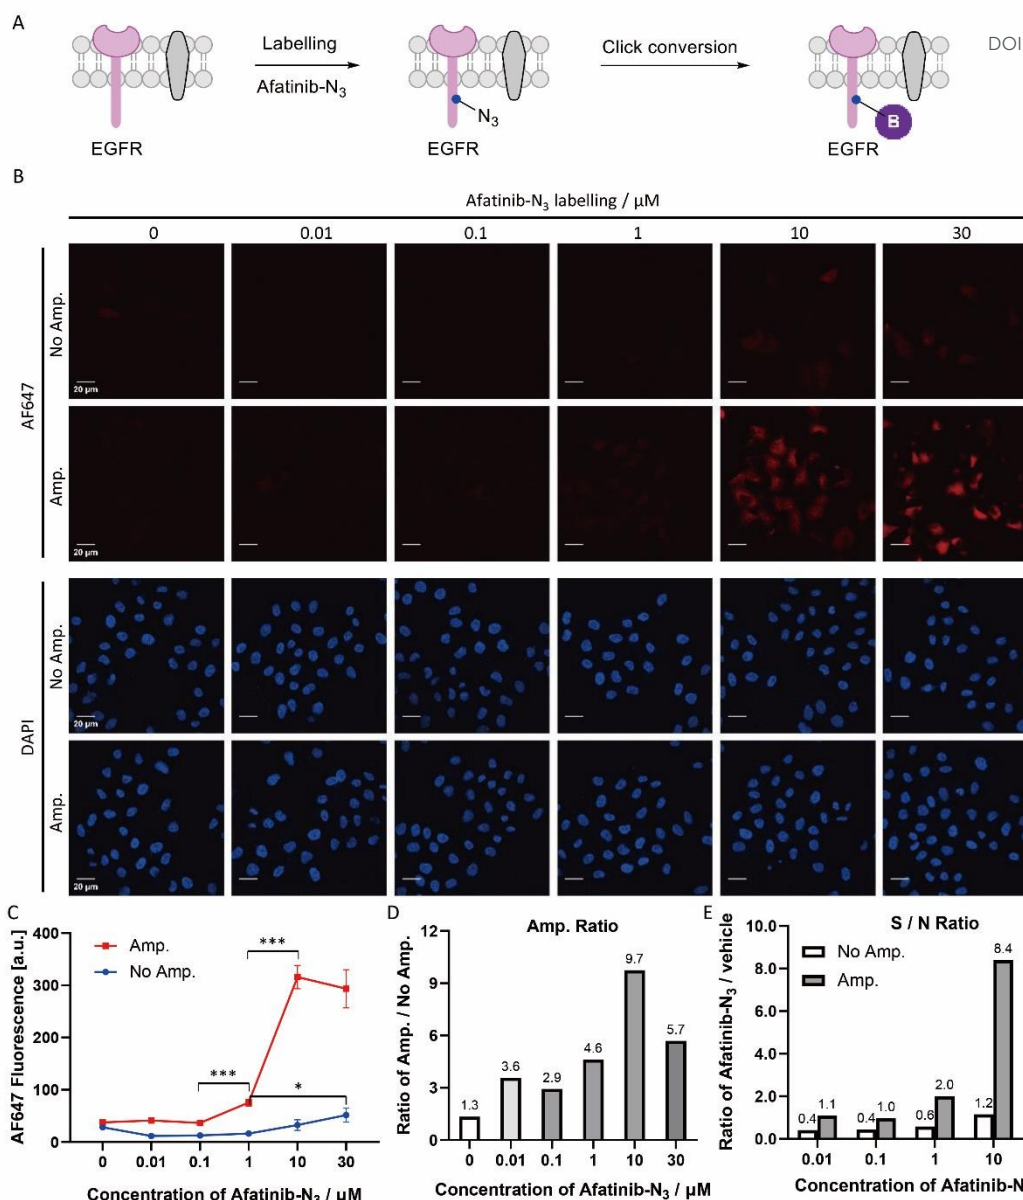 A
Labelling
Afatinib-N3
Click conversion
DOI
N3
B
EGFR
EGFR
EGFR
B
Afatinib-N3 labelling / μM
0 0.01 0.1 1 10 30
AF647
No Amp.
20 μm
Amp.
20 μm
DAPI
No Amp.
20 μm
Amp.
20 μm
C
AF647 Fluorescence [a.u.]
400
300
200
100
0
Amp.
No Amp.
***
***
*
0 0.01 0.1 1 10 30
Concentration of Afatinib-N3 / μM
D
Amp. Ratio
Ratio of Amp. / No Amp.
12
9
6
3
0
1.3
3.6
2.9
4.6
9.7
5.7
0 0.01 0.1 1 10 30
Concentration of Afatinib-N3 / μM
E
S / N Ratio
Ratio of Afatinib-N3 / vehicle
10.0
8.0
6.0
4.0
2.0
0.0
No Amp.
Amp.
0.4 1.1
0.4 1.0
0.6 2.0
1.2 8.4
0.01 0.1 1 10
Concentration of Afatinib-N